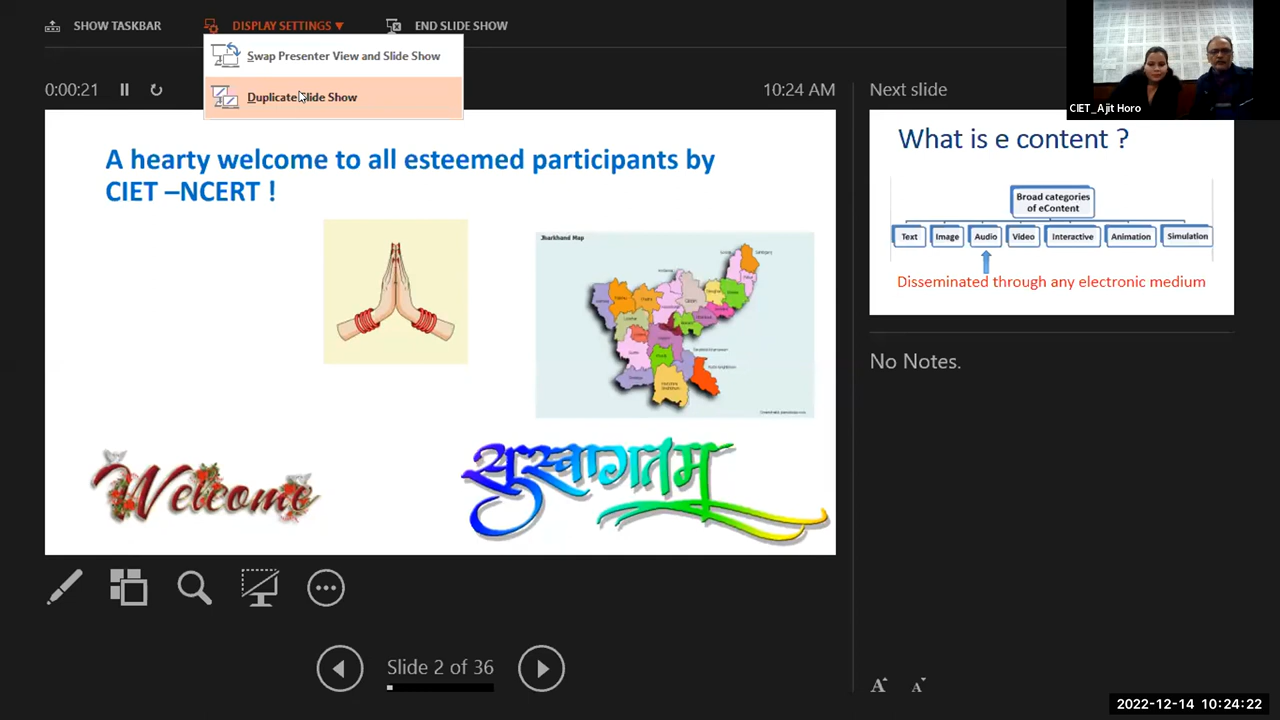 SHOW TASKBAR
DISPLAY SETTINGS ▼
END SLIDE SHOW
Swap Presenter View and Slide Show
Duplicate Slide Show
0:00:21
10:24 AM
Next slide
CIET_Ajit Horo
A hearty welcome to all esteemed participants by
CIET –NCERT !
Jharkhand Map
Welcome
सुस्वागतम
What is e content ?
Broad categories
of eContent
Text Image Audio Video Interactive Animation Simulation
Disseminated through any electronic medium
No Notes.
Slide 2 of 36
A A
2022-12-14 10:24:22